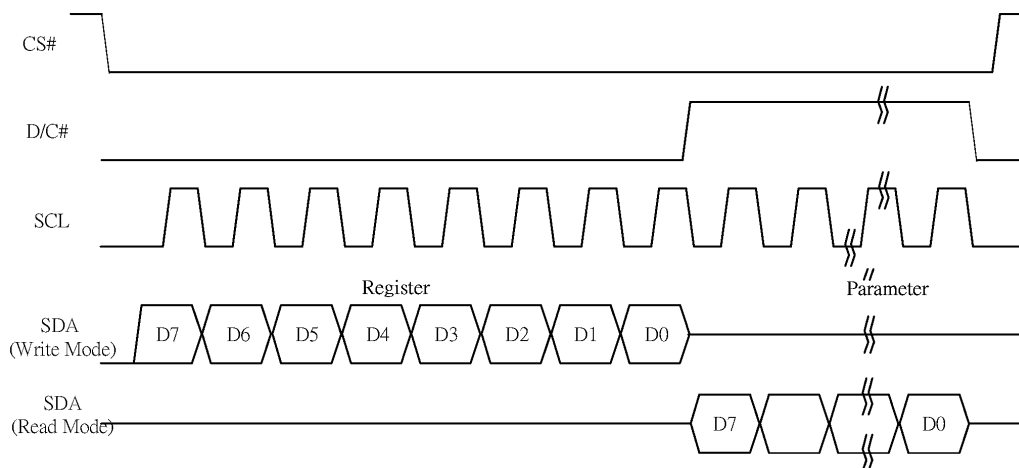 CS#
D/C#
SCL
Register Parameter
SDA
(Write Mode)
D7 D6 D5 D4 D3 D2 D1 D0
SDA
(Read Mode)
D7 D0